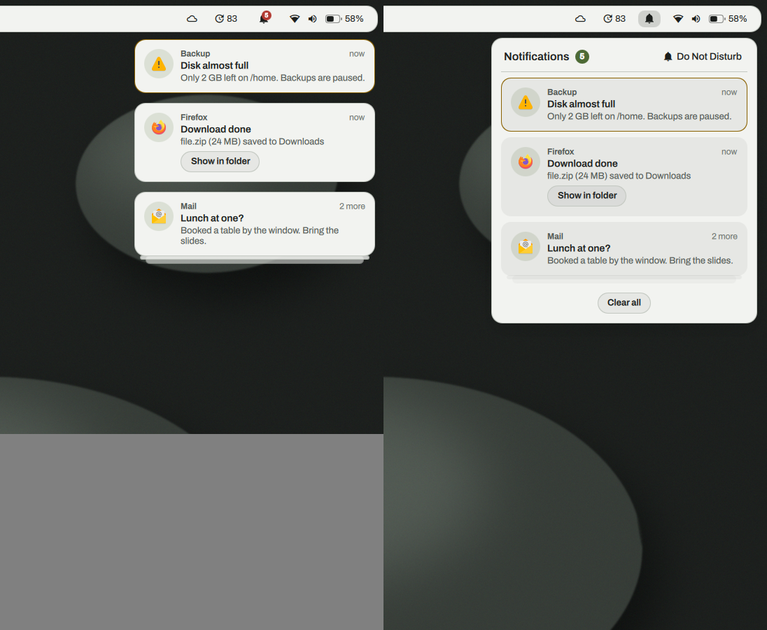 83
5
58%
Backup
now
Disk almost full
Only 2 GB left on /home. Backups are paused.
Firefox
now
Download done
file.zip (24 MB) saved to Downloads
Show in folder
Mail
2 more
Lunch at one?
Booked a table by the window. Bring the
slides.
83
58%
Notifications 5
Do Not Disturb
Backup
now
Disk almost full
Only 2 GB left on /home. Backups are paused.
Firefox
now
Download done
file.zip (24 MB) saved to Downloads
Show in folder
Mail
2 more
Lunch at one?
Booked a table by the window. Bring the slides.
Clear all